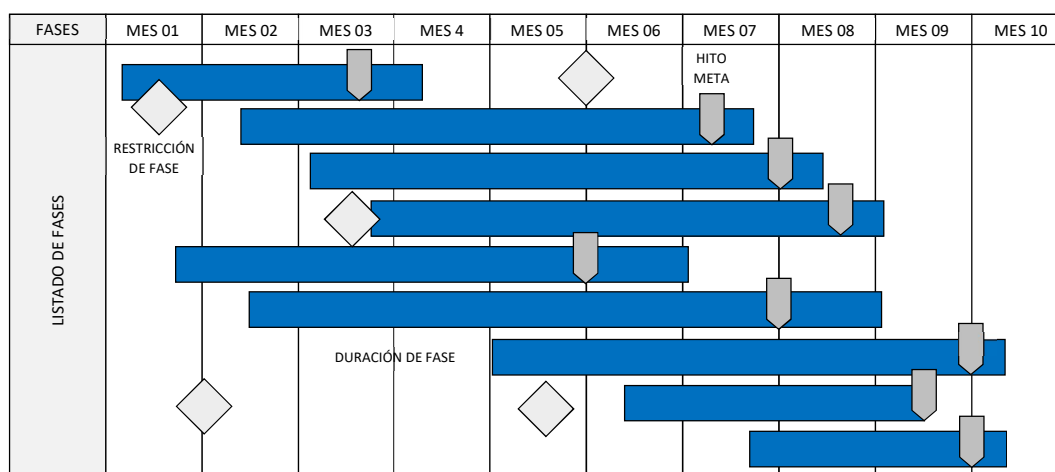 FASES MES 01 MES 02 MES 03 MES 4 MES 05 MES 06 MES 07 MES 08 MES 09 MES 10
HITO
META
RESTRICCIÓN
DE FASE
LISTADO DE FASES
DURACIÓN DE FASE